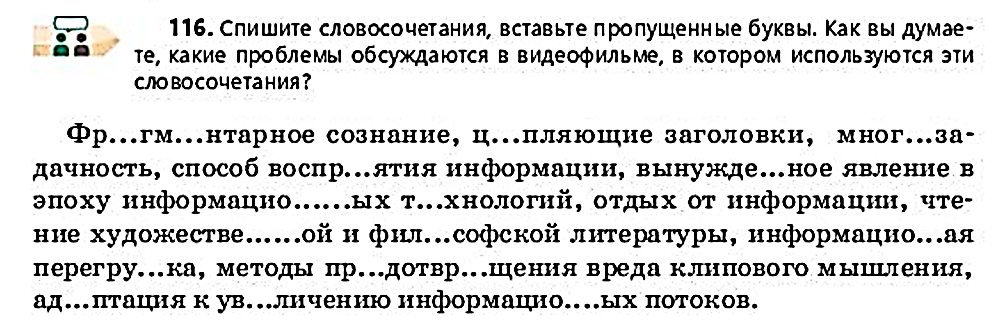 116. Спишите словосочетания, вставьте пропущенные буквы. Как вы думае-
те, какие проблемы обсуждаются в видеофильме, в котором используются эти
словосочетания?
Фр...гм...нтарное сознание, ц...пляющие заголовки, мног...за-
дачность, способ воспр...ятия информации, вынужде...ное явление в
эпоху информацио......ых т...хнологий, отдых от информации, чте-
ние художестве......ой и фил...софской литературы, информацио...ая
перегру...ка, методы пр...дотвр...щения вреда клипового мышления,
ад...птация к ув...личению информацио....ых потоков.